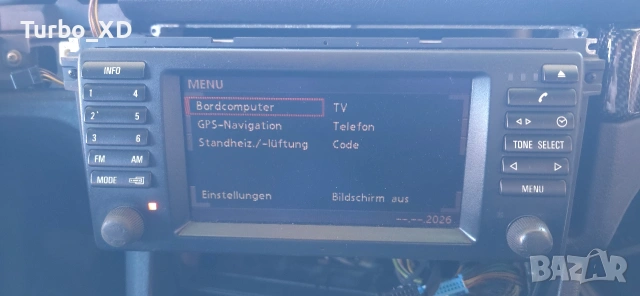 Turbo XD
INFO
MENU
1 4
2 5
3 6
FM AM
MODE
Bordcomputer TV
GPS-Navigation Telefon
Standheiz./-lüftung Code
Einstellungen Bildschirm aus
--.--.2026
TONE SELECT
MENU
BAZAR